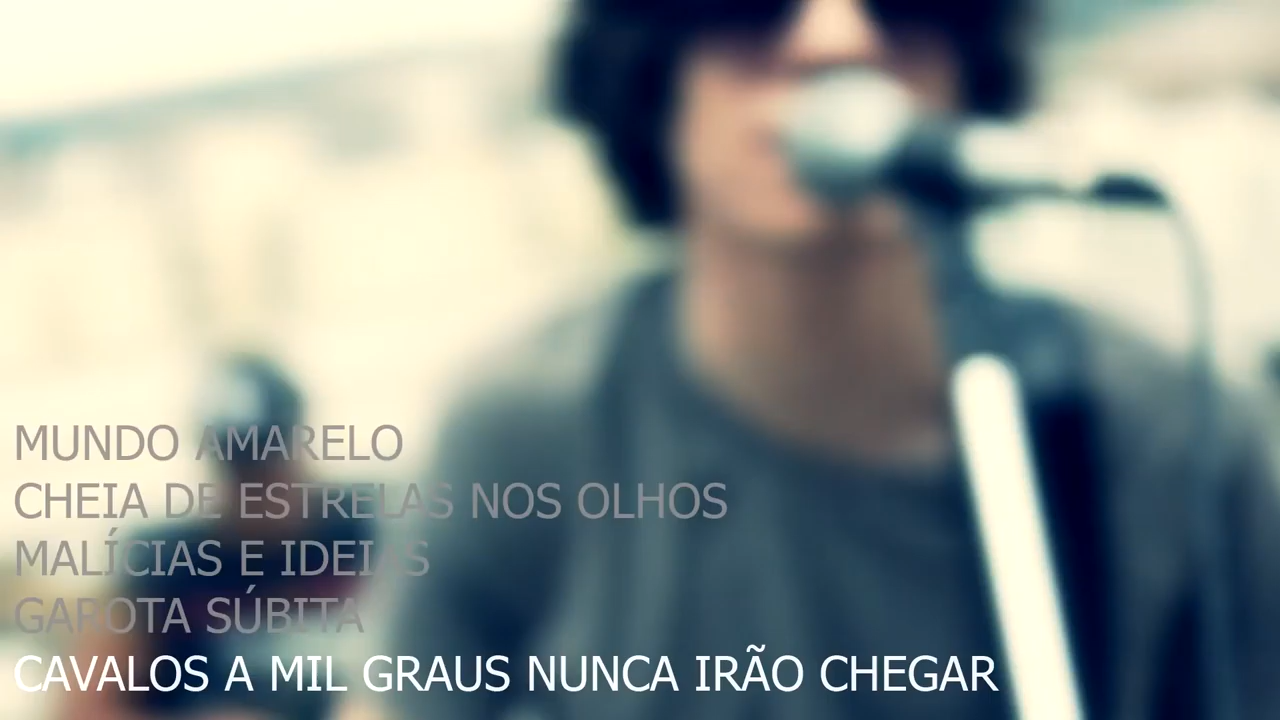 MUNDO AMARELO
CHEIA DE ESTRELAS NOS OLHOS
MALÍCIAS E IDEIAS
GAROTA SÚBITA
CAVALOS A MIL GRAUS NUNCA IRÃO CHEGAR